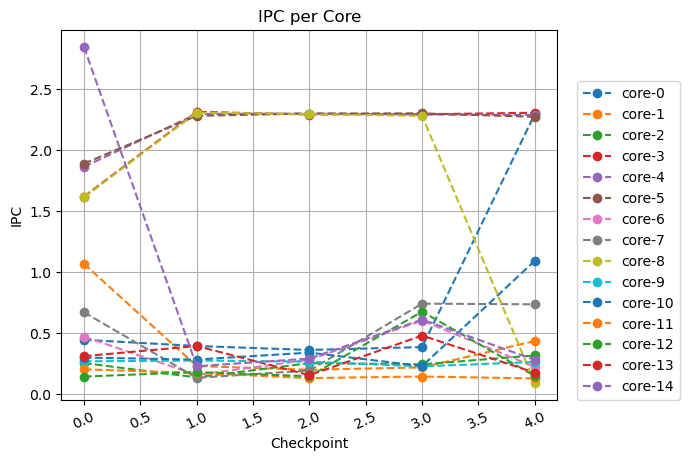 IPC per Core
IPC
2.5
2.0
1.5
1.0
0.5
0.0
0.0 0.5 1.0 1.5 2.0 2.5 3.0 3.5 4.0
Checkpoint
core-0
core-1
core-2
core-3
core-4
core-5
core-6
core-7
core-8
core-9
core-10
core-11
core-12
core-13
core-14